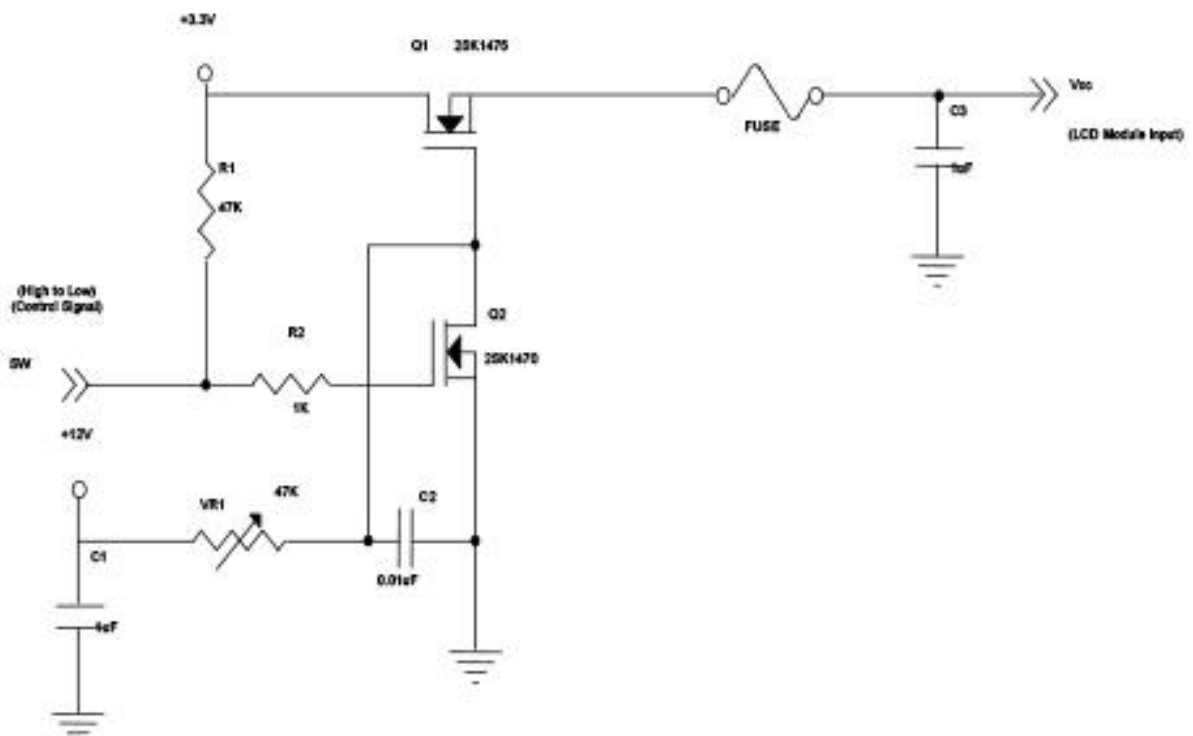 +3.3V
Q1 2SK1475
FUSE
C3
Vcc
(LCD Module Input)
1uF
R1
47K
(High to Low)
(Control Signal)
SW
R2
1K
Q2
2SK1470
+12V
VR1
47K
C2
0.01uF
C1